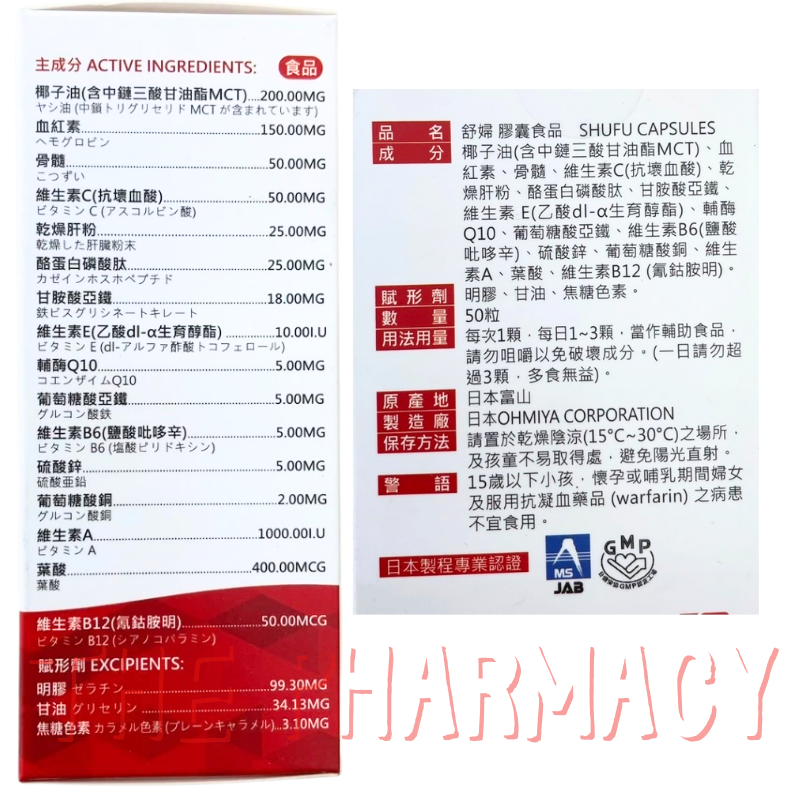 主成分 ACTIVE INGREDIENTS: 食品
椰子油(含中鏈三酸甘油酯MCT)....200.00MG
ヤシ油 (中鎖トリグリセリド MCT が含まれています)
血紅素....150.00MG
ヘモグロビン
骨髓....50.00MG
こつずい
維生素C(抗壞血酸)....50.00MG
ビタミン C (アスコルビン酸)
乾燥肝粉....25.00MG
乾燥した肝臓粉末
酪蛋白磷酸肽....25.00MG
カゼインホスホペプチド
甘胺酸亞鐵....18.00MG
鉄ビスグリシネートキレート
維生素E(乙酸dl-α生育醇酯)....10.00I.U
ビタミン E (dl-アルファ酢酸トコフェロール)
輔酶Q10....5.00MG
コエンザイムQ10
葡萄糖酸亞鐵....5.00MG
グルコン酸鉄
維生素B6(鹽酸吡哆辛)....5.00MG
ビタミン B6 (塩酸ピリドキシン)
硫酸鋅....5.00MG
硫酸亜鉛
葡萄糖酸銅....2.00MG
グルコン酸銅
維生素A....1000.00I.U
ビタミン A
葉酸....400.00MCG
葉酸
維生素B12(氰鈷胺明)....50.00MCG
ビタミン B12 (シアノコバラミン)
賦形劑 EXCIPIENTS:
明膠 ゼラチン....99.30MG
甘油 グリセリン....34.13MG
焦糖色素 カラメル色素 (プレーンキャラメル)...3.10MG
品名 舒婦 膠囊食品 SHUFU CAPSULES
成分 椰子油(含中鏈三酸甘油酯MCT)、血
紅素、骨髓、維生素C(抗壞血酸)、乾
燥肝粉、酪蛋白磷酸肽、甘胺酸亞鐵、
維生素 E(乙酸dl-α生育醇酯)、輔酶
Q10、葡萄糖酸亞鐵、維生素B6(鹽酸
吡哆辛)、硫酸鋅、葡萄糖酸銅、維生
素A、葉酸、維生素B12 (氰鈷胺明)。
賦形劑 明膠、甘油、焦糖色素。
數量 50粒
用法用量 每次1顆，每日1~3顆，當作輔助食品，
請勿咀嚼以免破壞成分。(一日請勿超
過3顆，多食無益)。
原產地 日本富山
製造廠 日本OHMIYA CORPORATION
保存方法 請置於乾燥陰涼(15°C~30°C)之場所，
及孩童不易取得處，避免陽光直射。
警語 15歲以下小孩，懷孕或哺乳期間婦女
及服用抗凝血藥品 (warfarin) 之病患
不宜食用。
日本製程專業認證
MS
JAB
GMP
THE PHARMACY